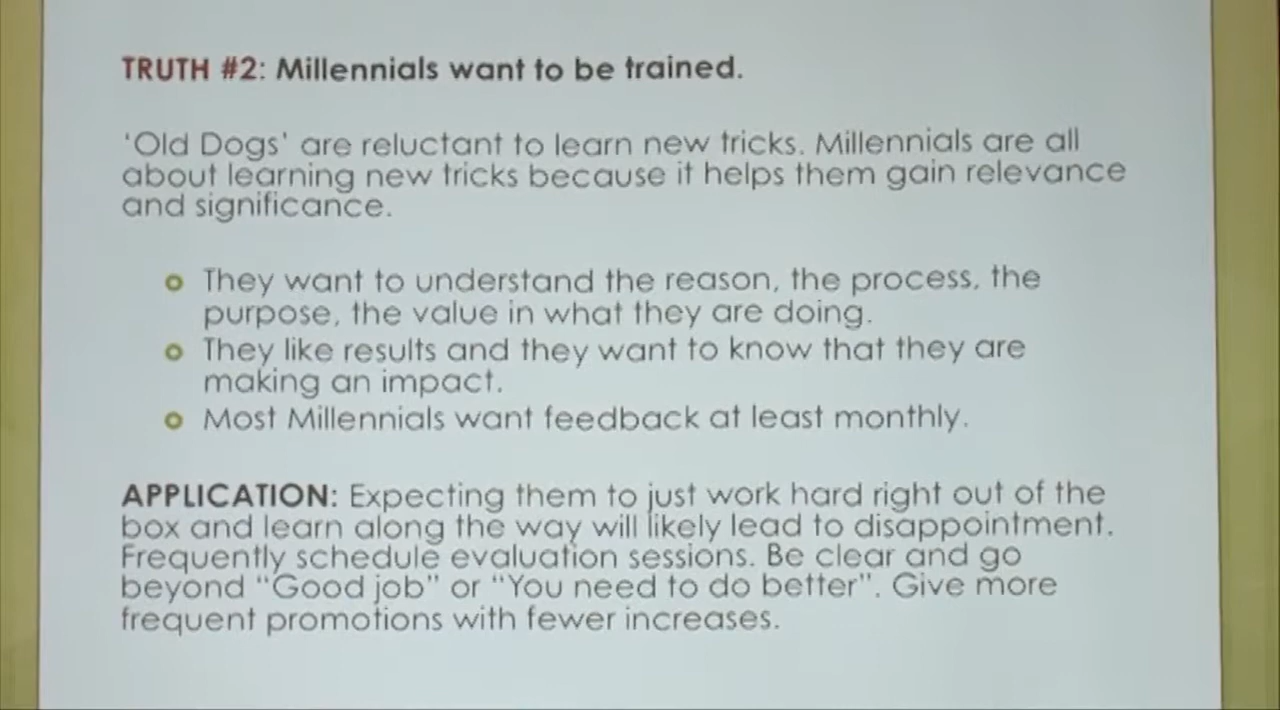 TRUTH #2: Millennials want to be trained.
'Old Dogs' are reluctant to learn new tricks. Millennials are all
about learning new tricks because it helps them gain relevance
and significance.
They want to understand the reason, the process, the
purpose, the value in what they are doing.
They like results and they want to know that they are
making an impact.
Most Millennials want feedback at least monthly.
APPLICATION: Expecting them to just work hard right out of the
box and learn along the way will likely lead to disappointment.
Frequently schedule evaluation sessions. Be clear and go
beyond "Good job" or "You need to do better". Give more
frequent promotions with fewer increases.